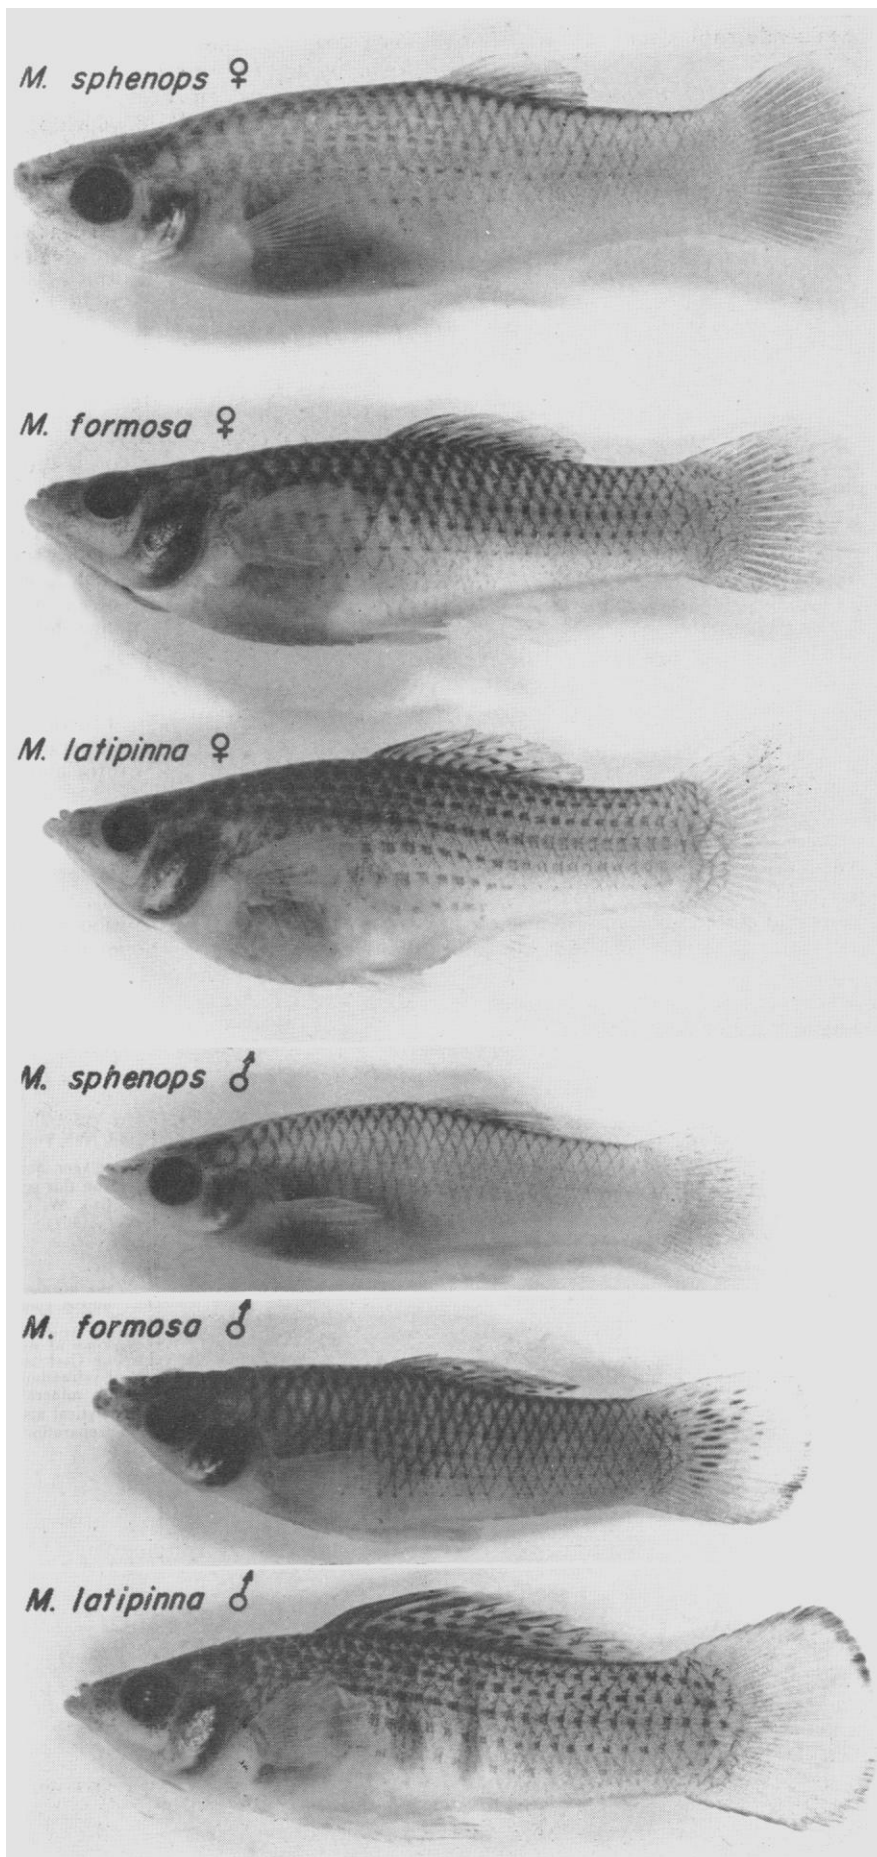 M. sphenops ♀
M. formosa ♀
M. latipinna ♀
M. sphenops ♂
M. formosa ♂
M. latipinna ♂